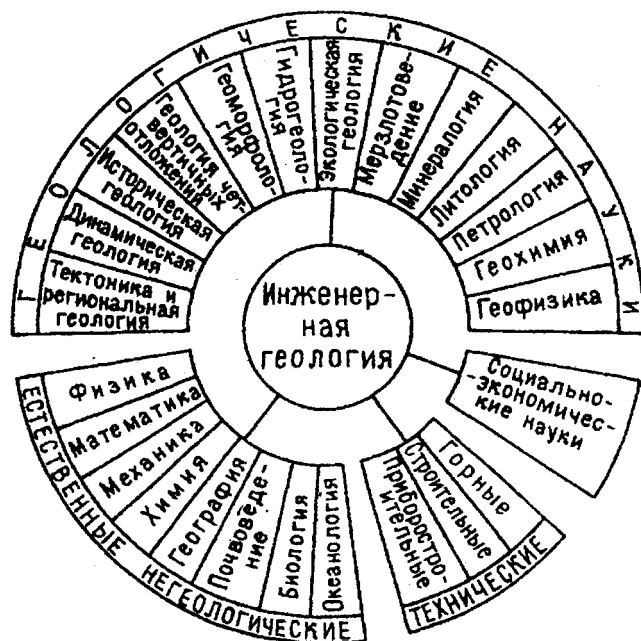 ГЕОЛОГИЧЕСКИЕ НАУКИ
Тектоника и
региональная
геология
Динамическая
геология
Историческая
геология
Геология чет-
вертичных
отложений
Геоморфоло-
гия
Гидрогеоло-
гия
Экологическая
геология
Мерзлотове-
дение
Минералогия
Литология
Петрология
Геохимия
Геофизика
Инженер-
ная
геология
Социально-
-экономичес-
кие науки
Горные
Строительные
Приборостро-
ительные
ТЕХНИЧЕСКИЕ
Физика
Математика
Механика
Химия
География
Почвоведе-
ние
Биология
Океанология
ЕСТЕСТВЕННЫЕ НЕГЕОЛОГИЧЕСКИЕ